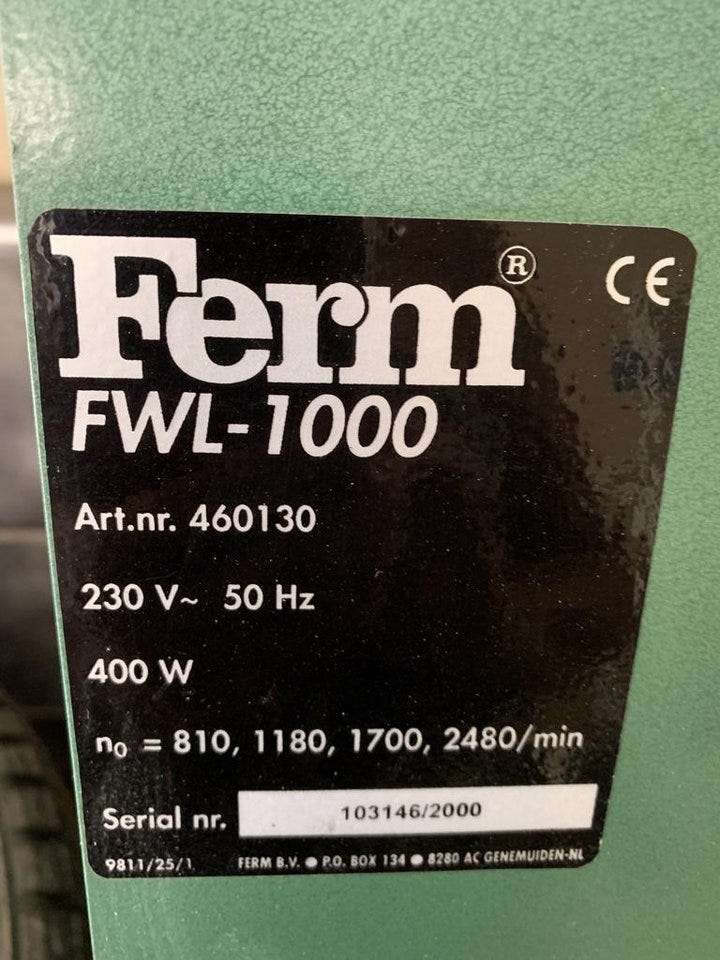 Ferm®
CE
FWL-1000
Art.nr. 460130
230 V~ 50 Hz
400 W
n₀ = 810, 1180, 1700, 2480/min
Serial nr. 103146/2000
9811/25/1 FERM B.V. ● P.O. BOX 134 ● 8280 AC GENEMUIDEN-NL